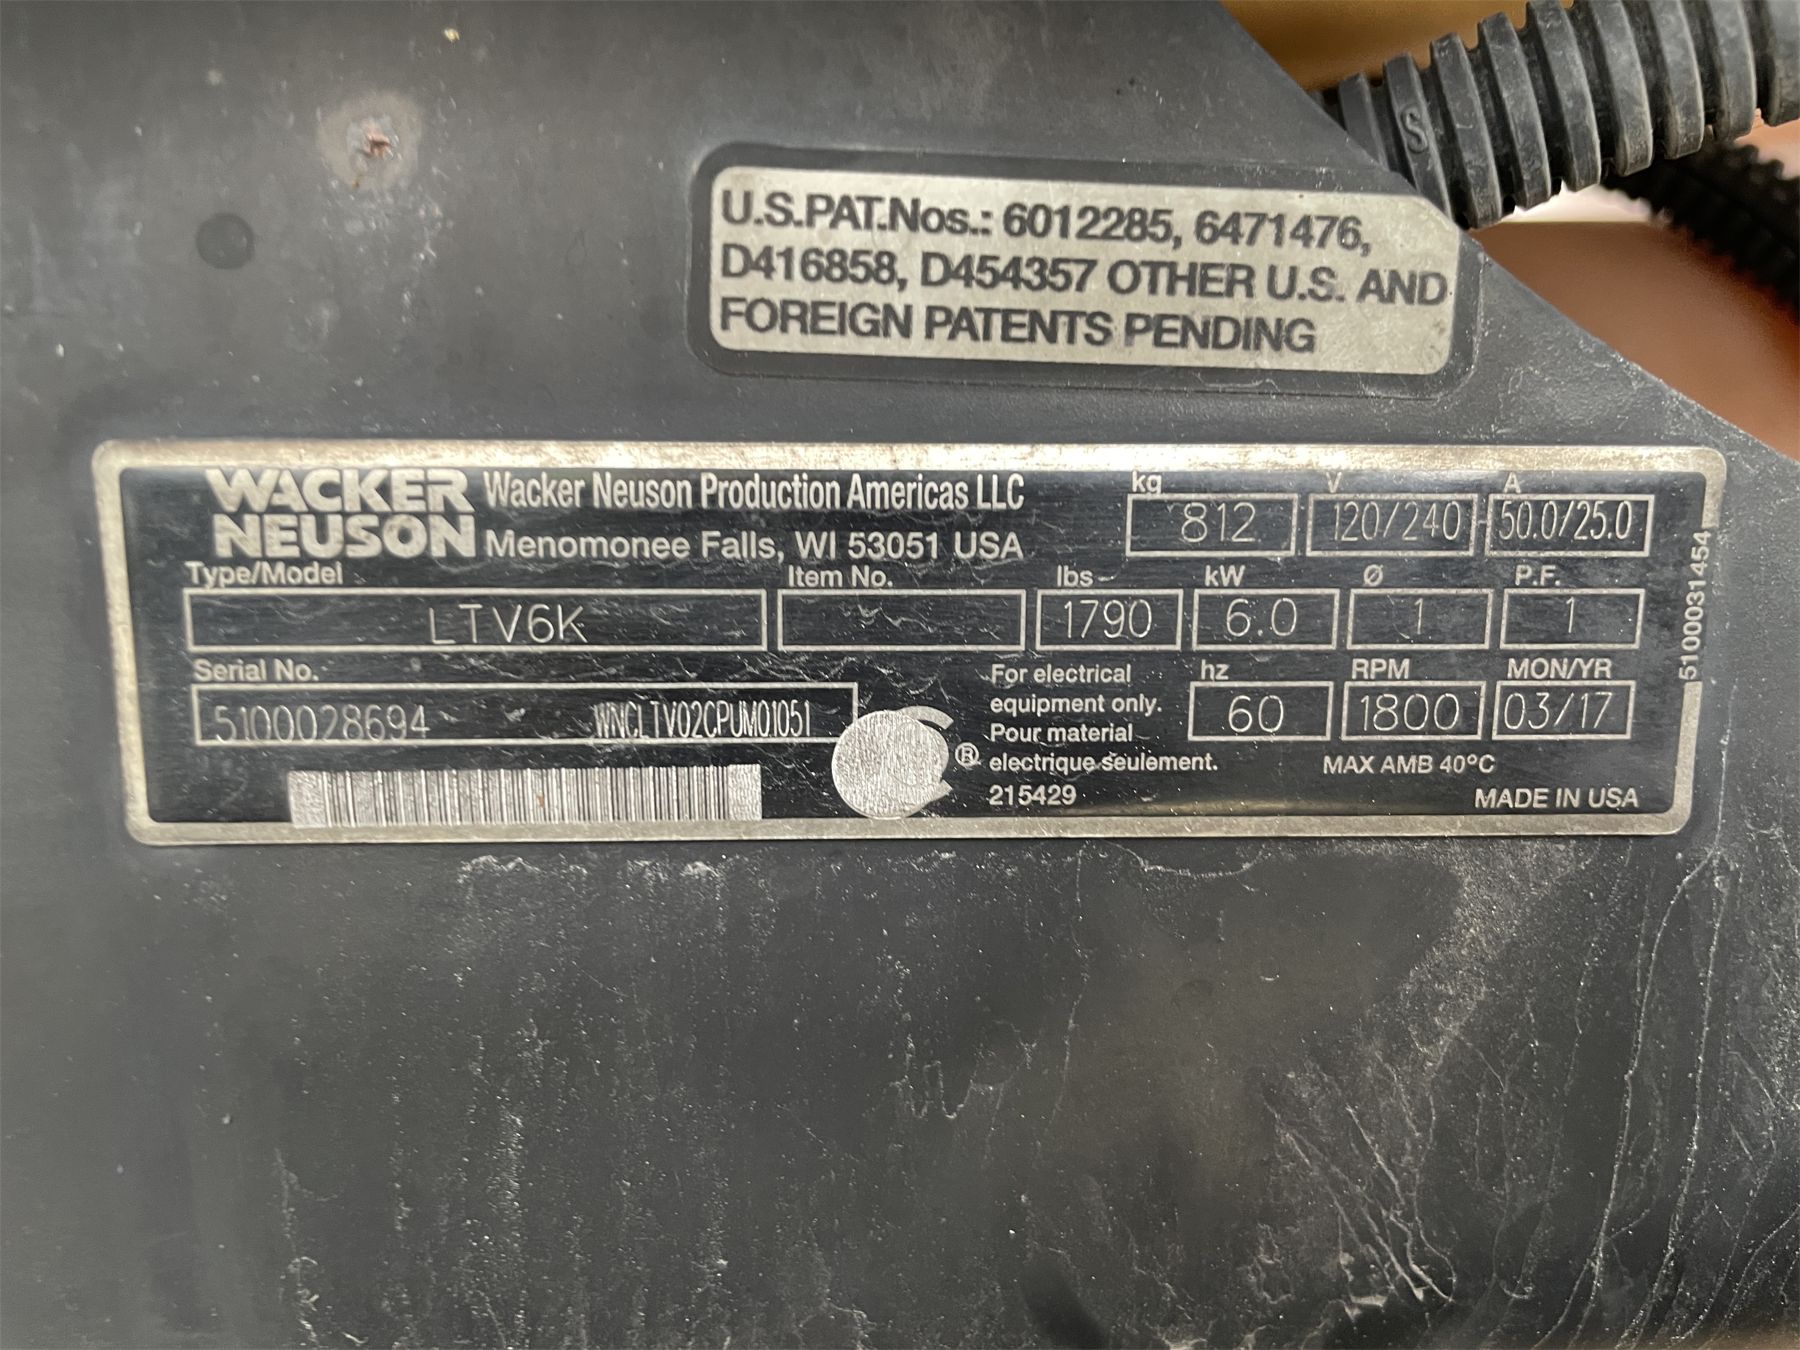 S
U.S.PAT.Nos.: 6012285, 6471476,
D416858, D454357 OTHER U.S. AND
FOREIGN PATENTS PENDING
WACKER
NEUSON
Wacker Neuson Production Americas LLC
Menomonee Falls, WI 53051 USA
kg
812
V
120/240
A
50.0/25.0
Type/Model
LTV6K
Item No.
lbs
1790
kW
6.0
Ø
1
P.F.
1
Serial No.
5100028694 WNCLTV02CPUM01051
For electrical
equipment only.
Pour material
electrique seulement.
215429
®
hz
60
RPM
1800
MON/YR
03/17
MAX AMB 40°C
MADE IN USA
5100031454